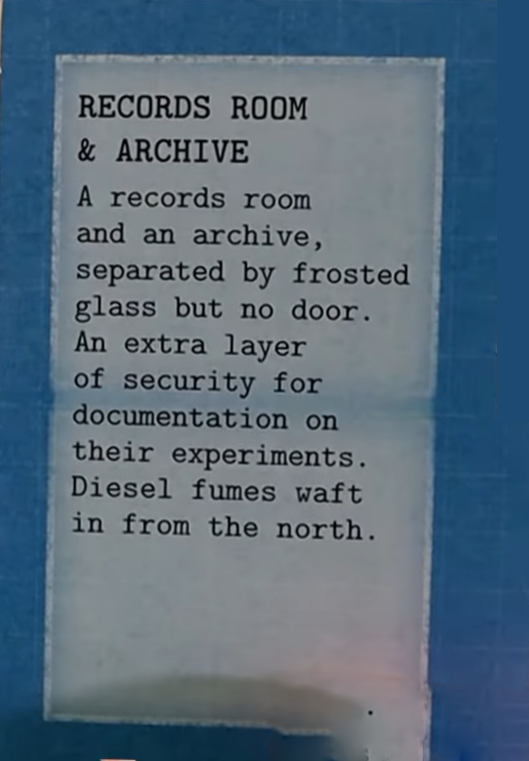 RECORDS ROOM
& ARCHIVE
A records room
and an archive,
separated by frosted
glass but no door.
An extra layer
of security for
documentation on
their experiments.
Diesel fumes waft
in from the north.